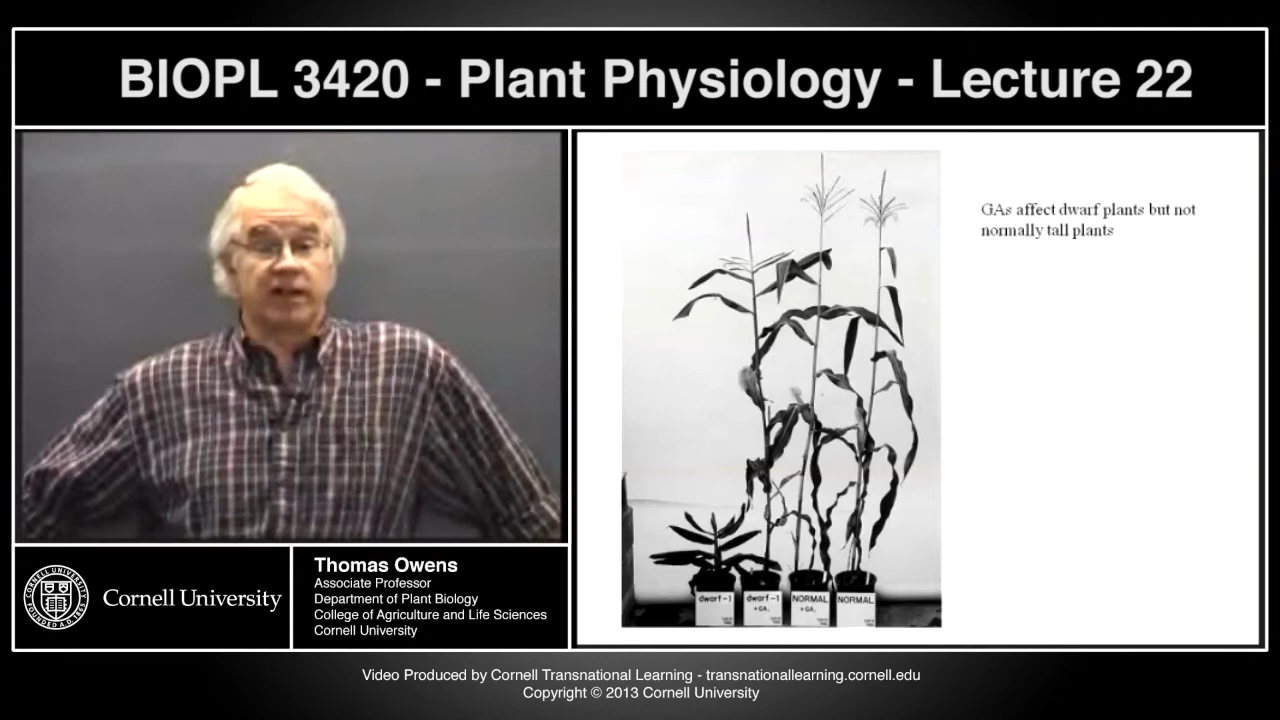 BIOPL 3420 - Plant Physiology - Lecture 22
GAs affect dwarf plants but not
normally tall plants
dwarf-1
dwarf-1
+GA,
NORMAL
+GA,
NORMAL
Cornell University
Thomas Owens
Associate Professor
Department of Plant Biology
College of Agriculture and Life Sciences
Cornell University
Video Produced by Cornell Transnational Learning - transnationallearning.cornell.edu
Copyright © 2013 Cornell University